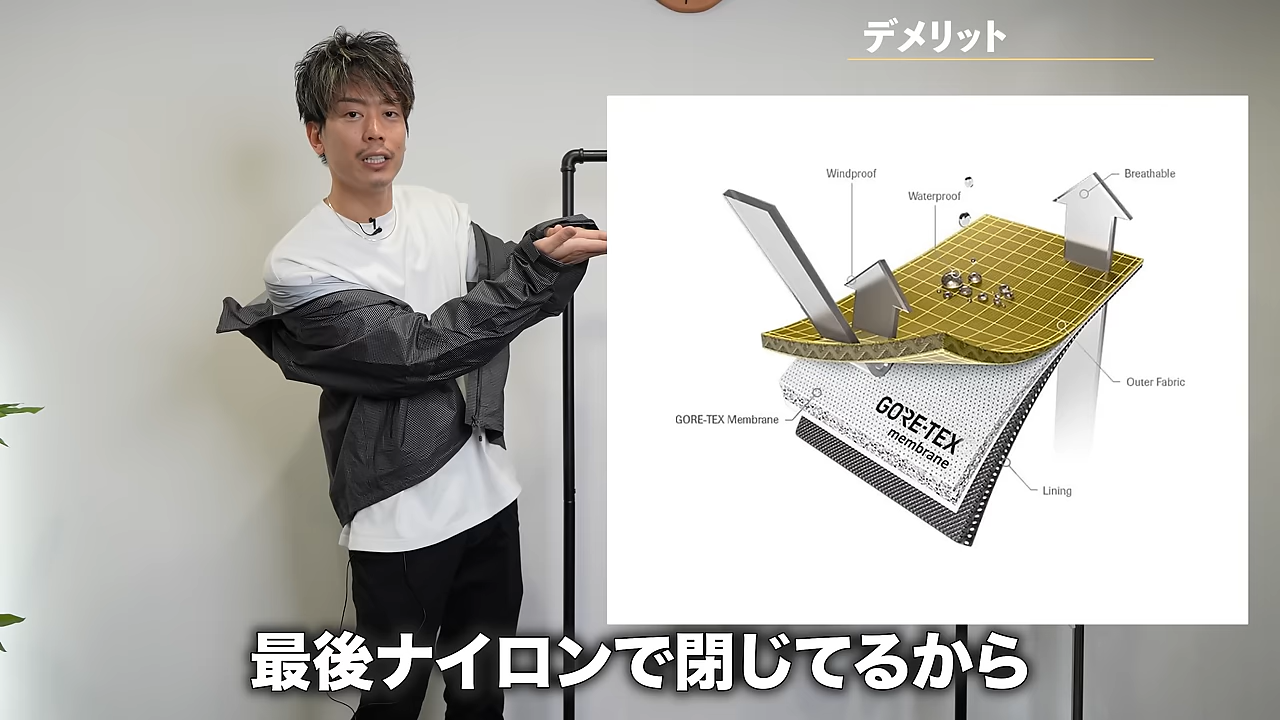 デメリット
Windproof
Breathable
Waterproof
Outer Fabric
GORE-TEX Membrane
GORE-TEX
membrane
Lining
最後ナイロンで閉じてるから